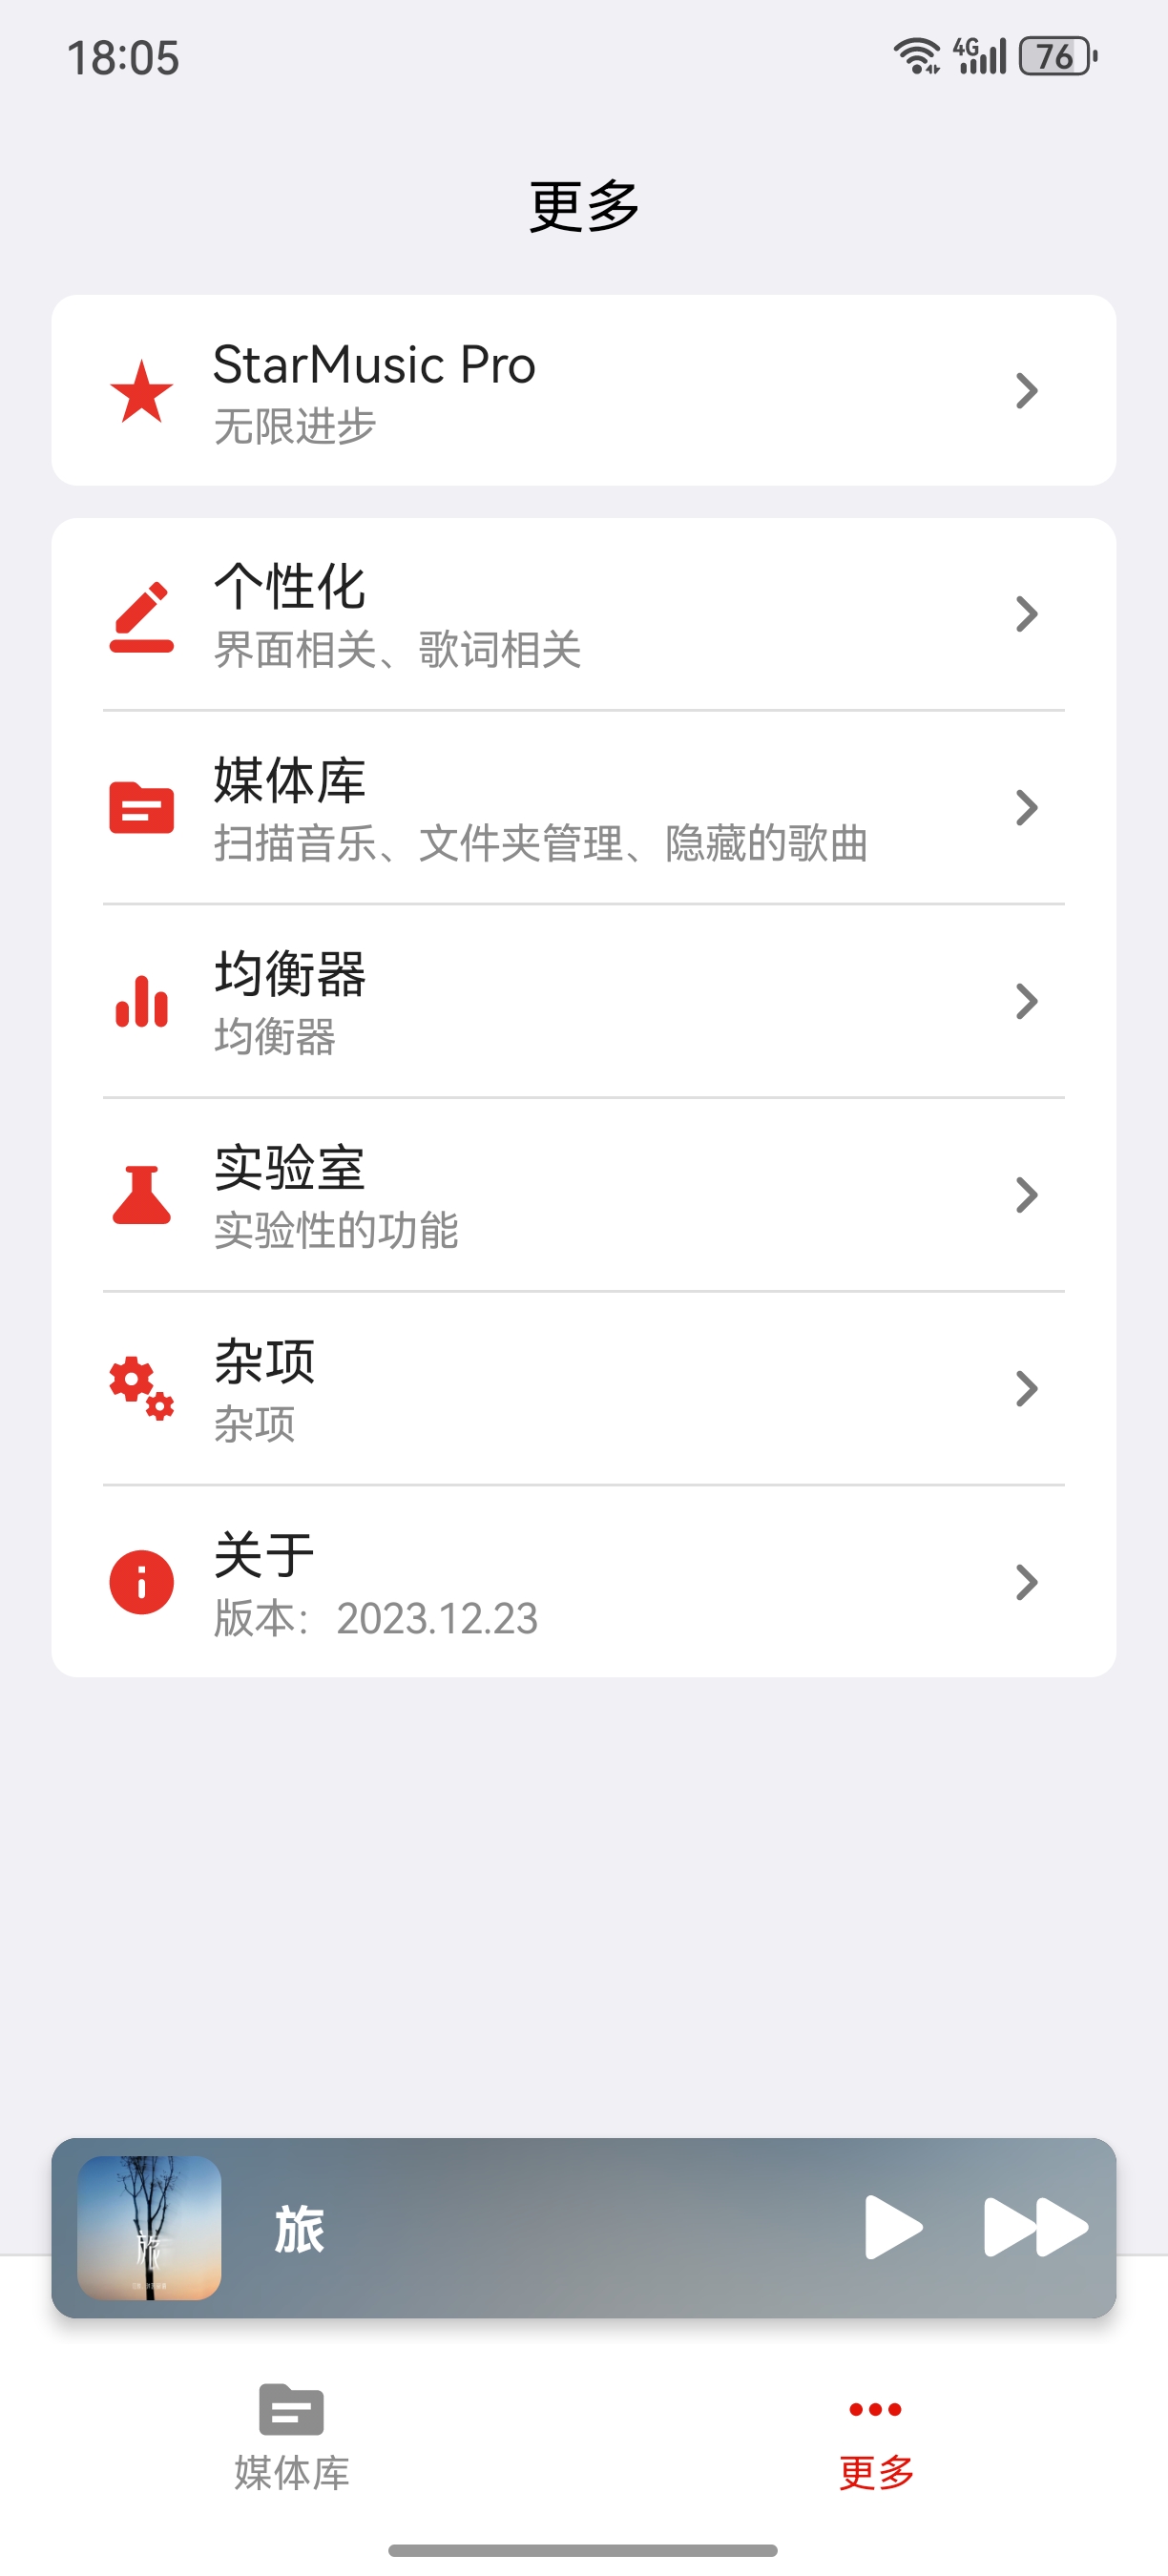 18:05
4G
76
更多
StarMusic Pro
无限进步
个性化
界面相关、歌词相关
媒体库
扫描音乐、文件夹管理、隐藏的歌曲
均衡器
均衡器
实验室
实验性的功能
杂项
杂项
关于
版本：2023.12.23
旅
旅
媒体库
更多